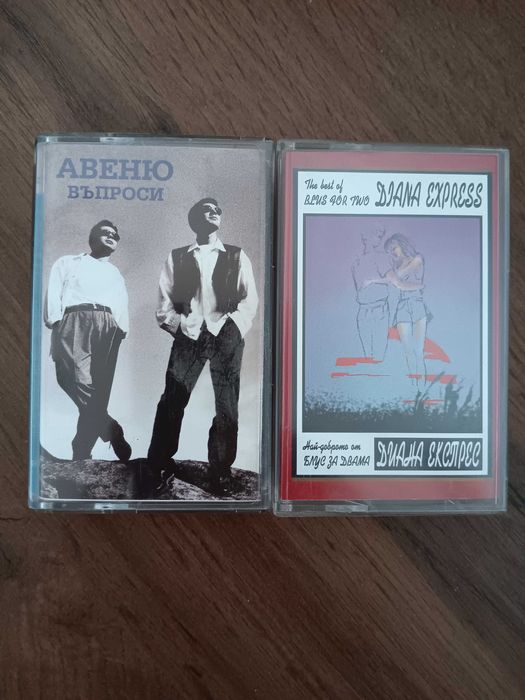 АВЕНЮ
ВЪПРОСИ
The best of
BLUS FOR TWO
DIANA EXPRESS
Най-доброто от
БЛУС ЗА ДВАМА
ДИАНА ЕКСПРЕС